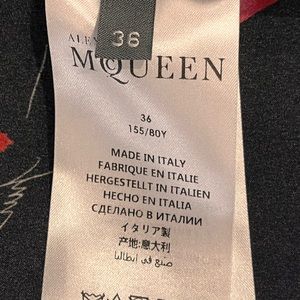 36
ALEX
McQUEEN
36
155/80Y
MADE IN ITALY
FABRIQUE EN ITALIE
HERGESTELLT IN ITALIEN
HECHO EN ITALIA
СДЕЛАНО В ИТАЛИИ
イタリア製
产地:意大利
صنع في ايطاليا